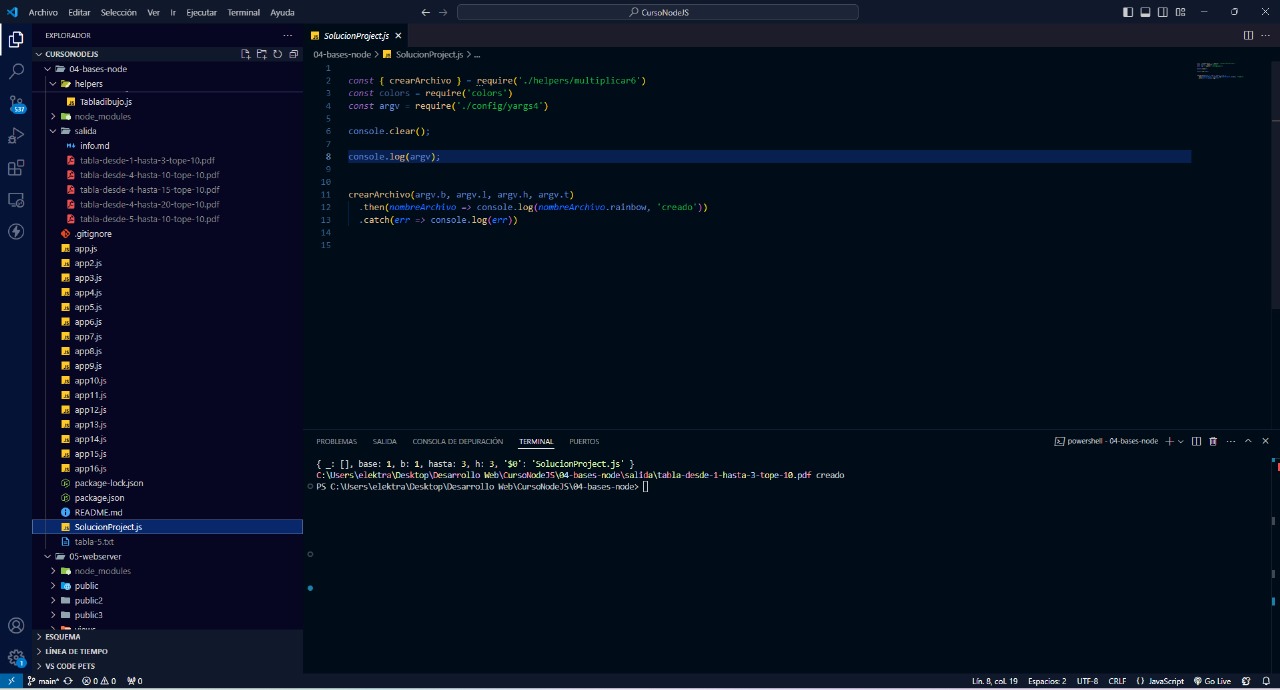 Archivo Editar Selección Ver Ir Ejecutar Terminal Ayuda
CursoNodeJS
EXPLORADOR
CURSONODEJS
04-bases-node
helpers
Tabladibujo.js
node_modules
salida
info.md
tabla-desde-1-hasta-3-tope-10.pdf
tabla-desde-4-hasta-10-tope-10.pdf
tabla-desde-4-hasta-15-tope-10.pdf
tabla-desde-4-hasta-20-tope-10.pdf
tabla-desde-5-hasta-10-tope-10.pdf
.gitignore
app.js
app2.js
app3.js
app4.js
app5.js
app6.js
app7.js
app8.js
app9.js
app10.js
app11.js
app12.js
app13.js
app14.js
app15.js
app16.js
package-lock.json
package.json
README.md
SolucionProject.js
tabla-5.txt
05-webserver
node_modules
public
public2
public3
views
ESQUEMA
LÍNEA DE TIEMPO
VS CODE PETS
537
1
SolucionProject.js
04-bases-node > SolucionProject.js > ...
1
2 const { crearArchivo } = require('./helpers/multiplicar6')
3 const colors = require('colors')
4 const argv = require('./config/yargs4')
5
6 console.clear();
7
8 console.log(argv);
9
10
11 crearArchivo(argv.b, argv.l, argv.h, argv.t)
12 .then(nombreArchivo => console.log(nombreArchivo.rainbow, 'creado'))
13 .catch(err => console.log(err))
14
15
PROBLEMAS SALIDA CONSOLA DE DEPURACIÓN TERMINAL PUERTOS
powershell - 04-bases-node
{ _: [], base: 1, b: 1, hasta: 3, h: 3, '$0': 'SolucionProject.js' }
C:\Users\elektra\Desktop\Desarrollo Web\CursoNodeJS\04-bases-node\salida\tabla-desde-1-hasta-3-tope-10.pdf creado
PS C:\Users\elektra\Desktop\Desarrollo Web\CursoNodeJS\04-bases-node>
main* 0 0 0
Lín. 8, col. 19 Espacios: 2 UTF-8 CRLF {} JavaScript Go Live